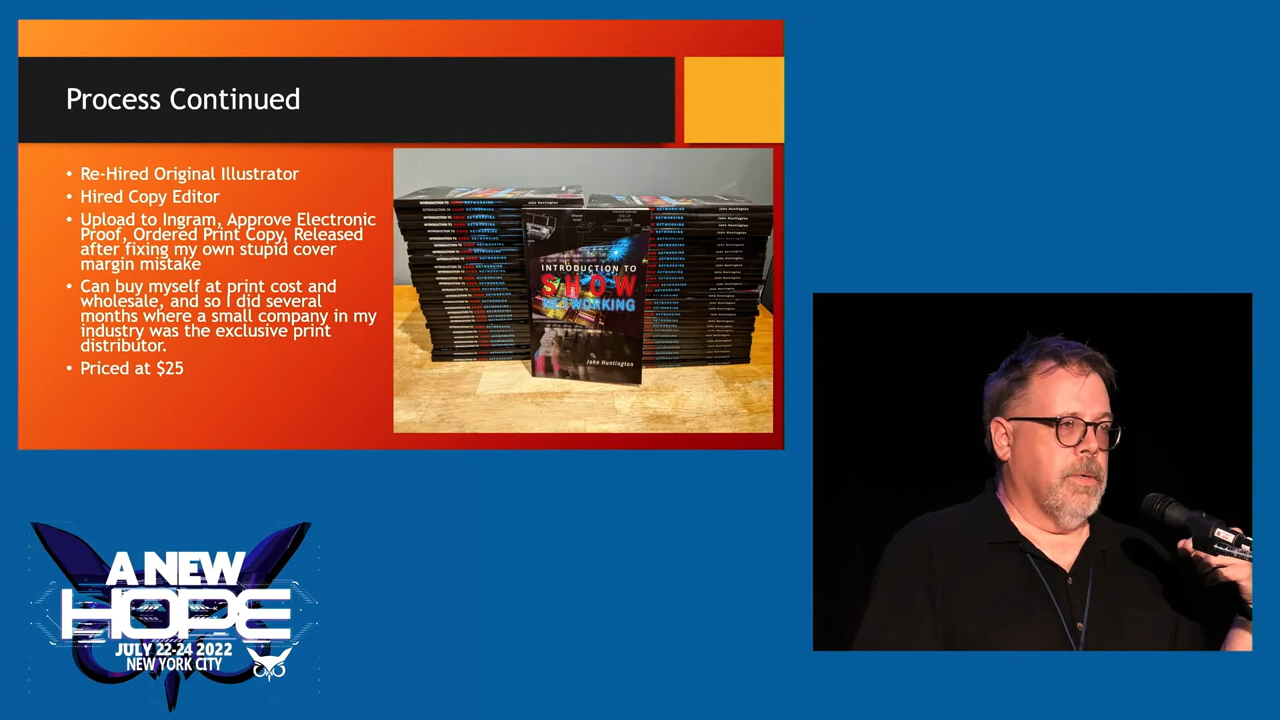 Process Continued
• Re-Hired Original Illustrator
• Hired Copy Editor
• Upload to Ingram, Approve Electronic
Proof, Ordered Print Copy, Released
after fixing my own stupid cover
margin mistake
• Can buy myself at print cost and
wholesale, and so I did several
months where a small company in my
industry was the exclusive print
distributor.
• Priced at $25
John Huntington
INTRODUCTION TO
SHOW
NETWORKING
John Huntington
A NEW
HOPE
JULY 22-24 2022
NEW YORK CITY